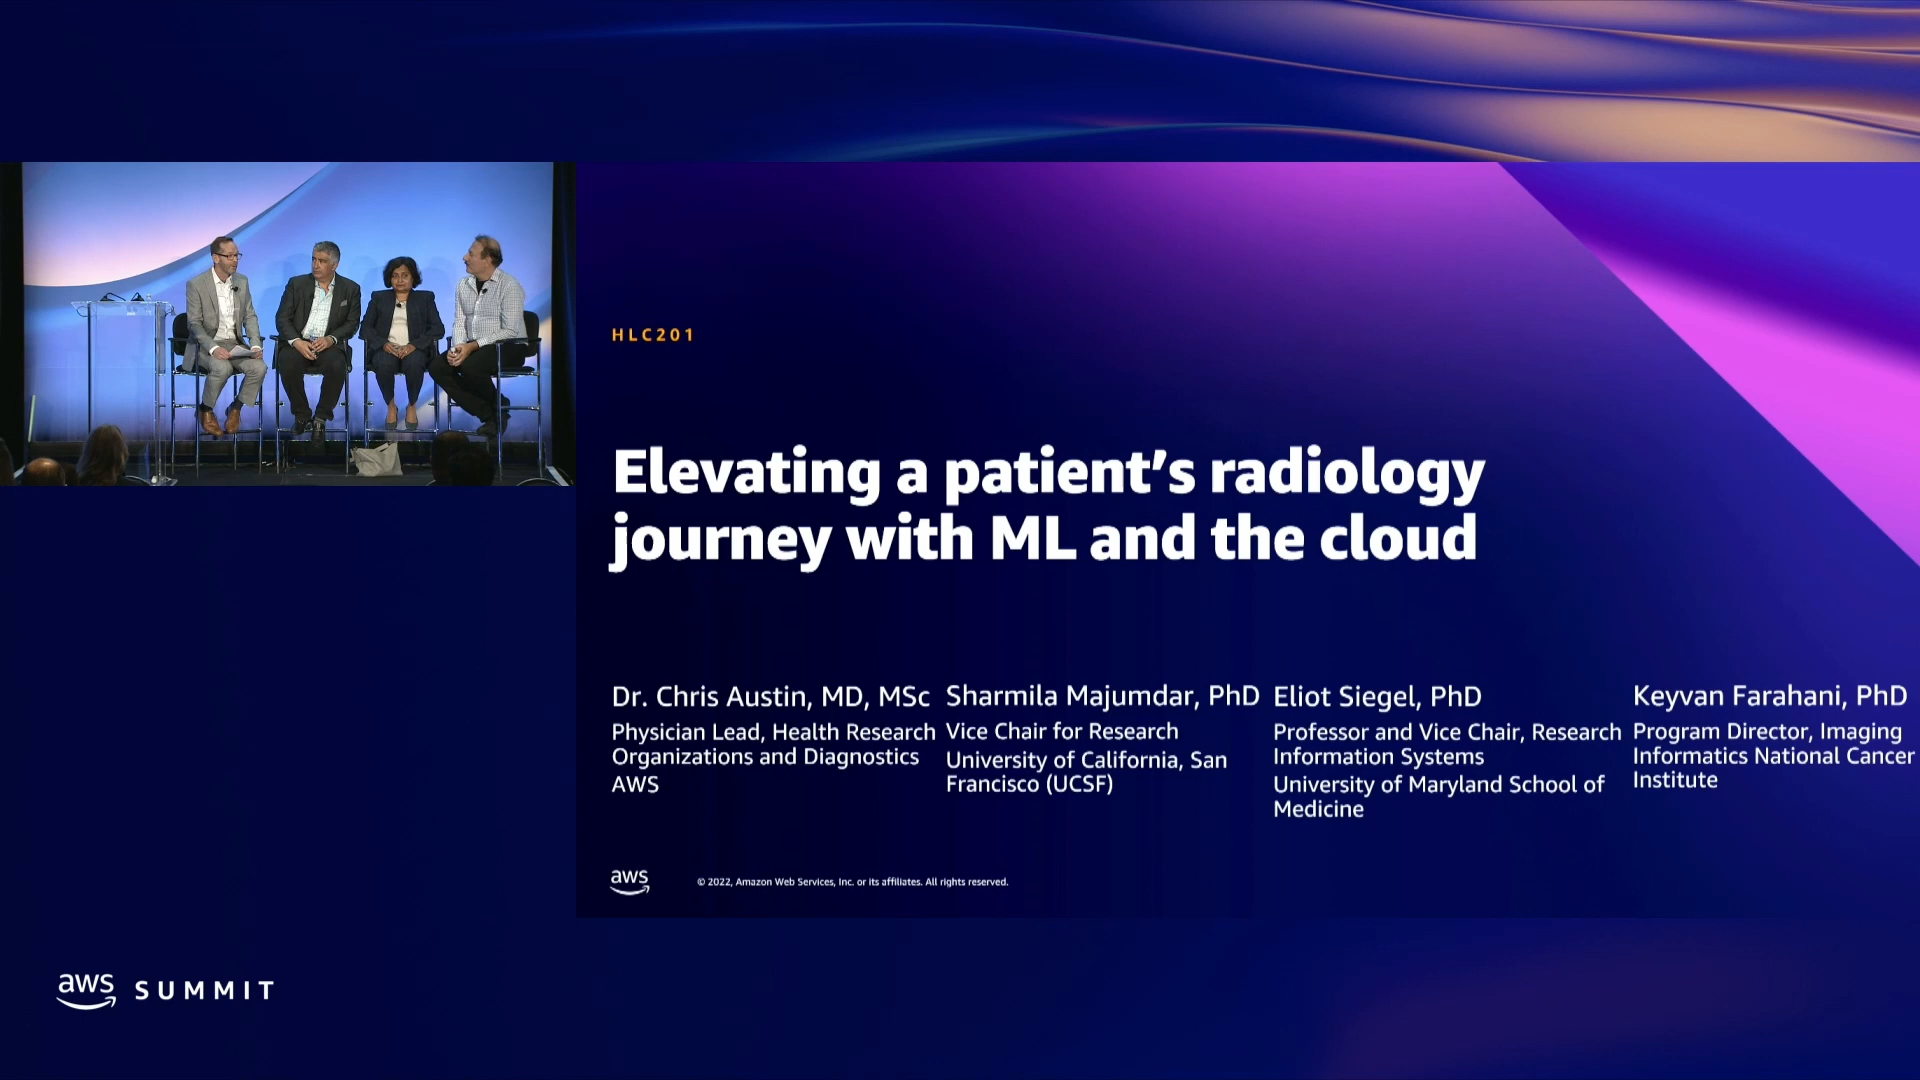 HLC201
Elevating a patient’s radiology
journey with ML and the cloud
Dr. Chris Austin, MD, MSc
Physician Lead, Health Research
Organizations and Diagnostics
AWS
Sharmila Majumdar, PhD
Vice Chair for Research
University of California, San
Francisco (UCSF)
Eliot Siegel, PhD
Professor and Vice Chair, Research
Information Systems
University of Maryland School of
Medicine
Keyvan Farahani, PhD
Program Director, Imaging
Informatics National Cancer
Institute
aws
© 2022, Amazon Web Services, Inc. or its affiliates. All rights reserved.
aws SUMMIT